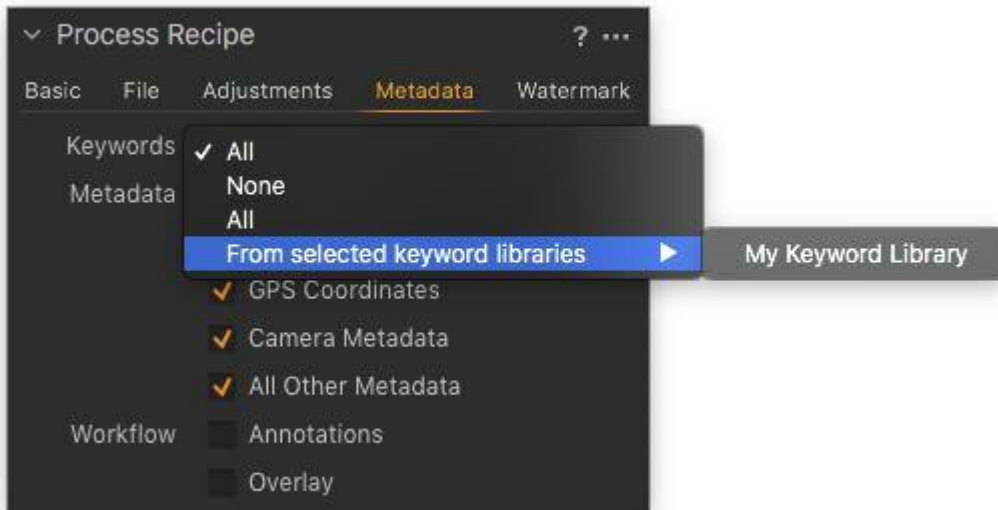 Process Recipe ? ...
Basic File Adjustments Metadata Watermark
Keywords All
None
Metadata
All
From selected keyword libraries My Keyword Library
GPS Coordinates
Camera Metadata
All Other Metadata
Workflow Annotations
Overlay